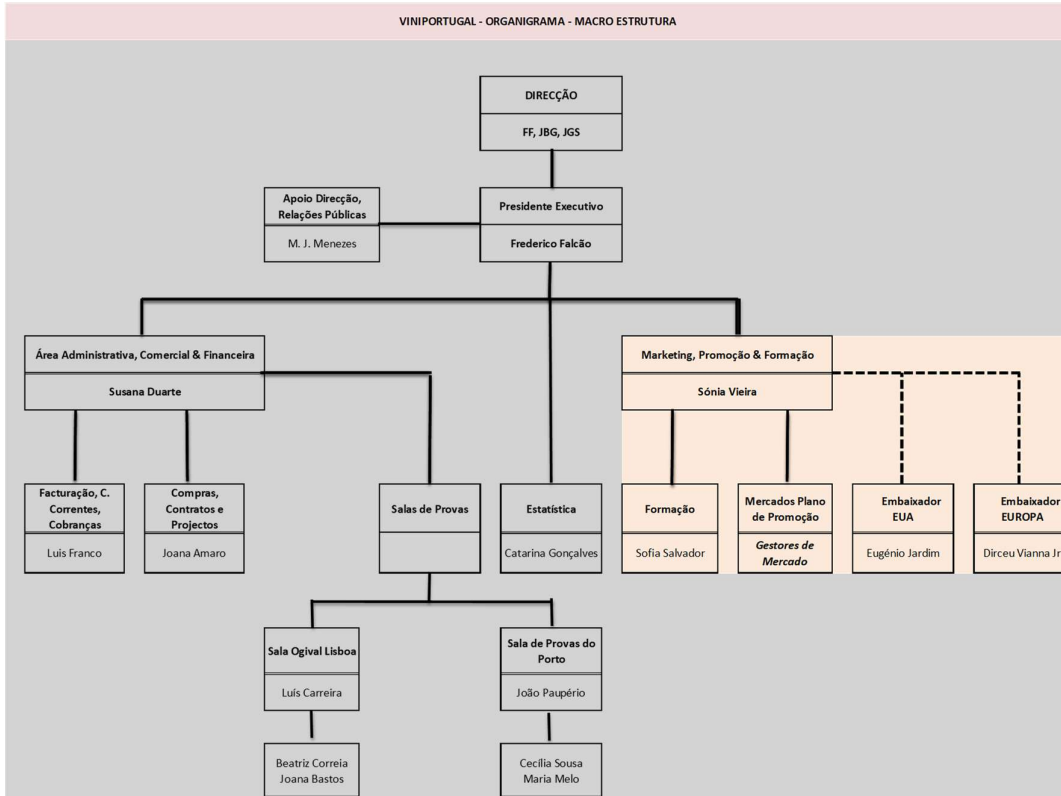 VINIPORTUGAL - ORGANIGRAMA - MACRO ESTRUTURA
DIRECÇÃO
FF, JBG, JGS
Apoio Direcção,
Relações Públicas
M. J. Menezes
Presidente Executivo
Frederico Falcão
Área Administrativa, Comercial & Financeira
Susana Duarte
Marketing, Promoção & Formação
Sónia Vieira
Facturação, C.
Correntes,
Cobranças
Luis Franco
Compras,
Contratos e
Projectos
Joana Amaro
Salas de Provas
Estatística
Catarina Gonçalves
Formação
Sofia Salvador
Mercados Plano
de Promoção
Gestores de
Mercado
Embaixador
EUA
Eugénio Jardim
Embaixador
EUROPA
Dirceu Vianna Jr
Sala Ogival Lisboa
Luís Carreira
Sala de Provas do
Porto
João Paupério
Beatriz Correia
Joana Bastos
Cecília Sousa
Maria Melo